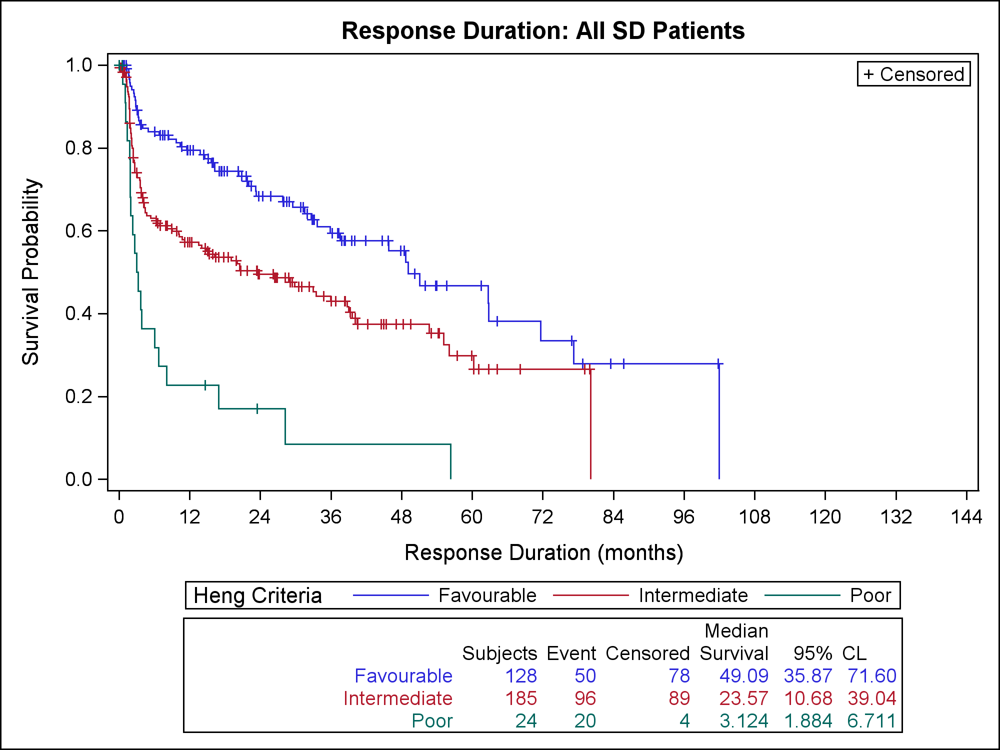 Response Duration: All SD Patients
+ Censored
1.0
0.8
0.6
0.4
0.2
0.0
Survival Probability
0 12 24 36 48 60 72 84 96 108 120 132 144
Response Duration (months)
Heng Criteria Favourable Intermediate Poor
Median
Subjects Event Censored Survival 95% CL
Favourable 128 50 78 49.09 35.87 71.60
Intermediate 185 96 89 23.57 10.68 39.04
Poor 24 20 4 3.124 1.884 6.711